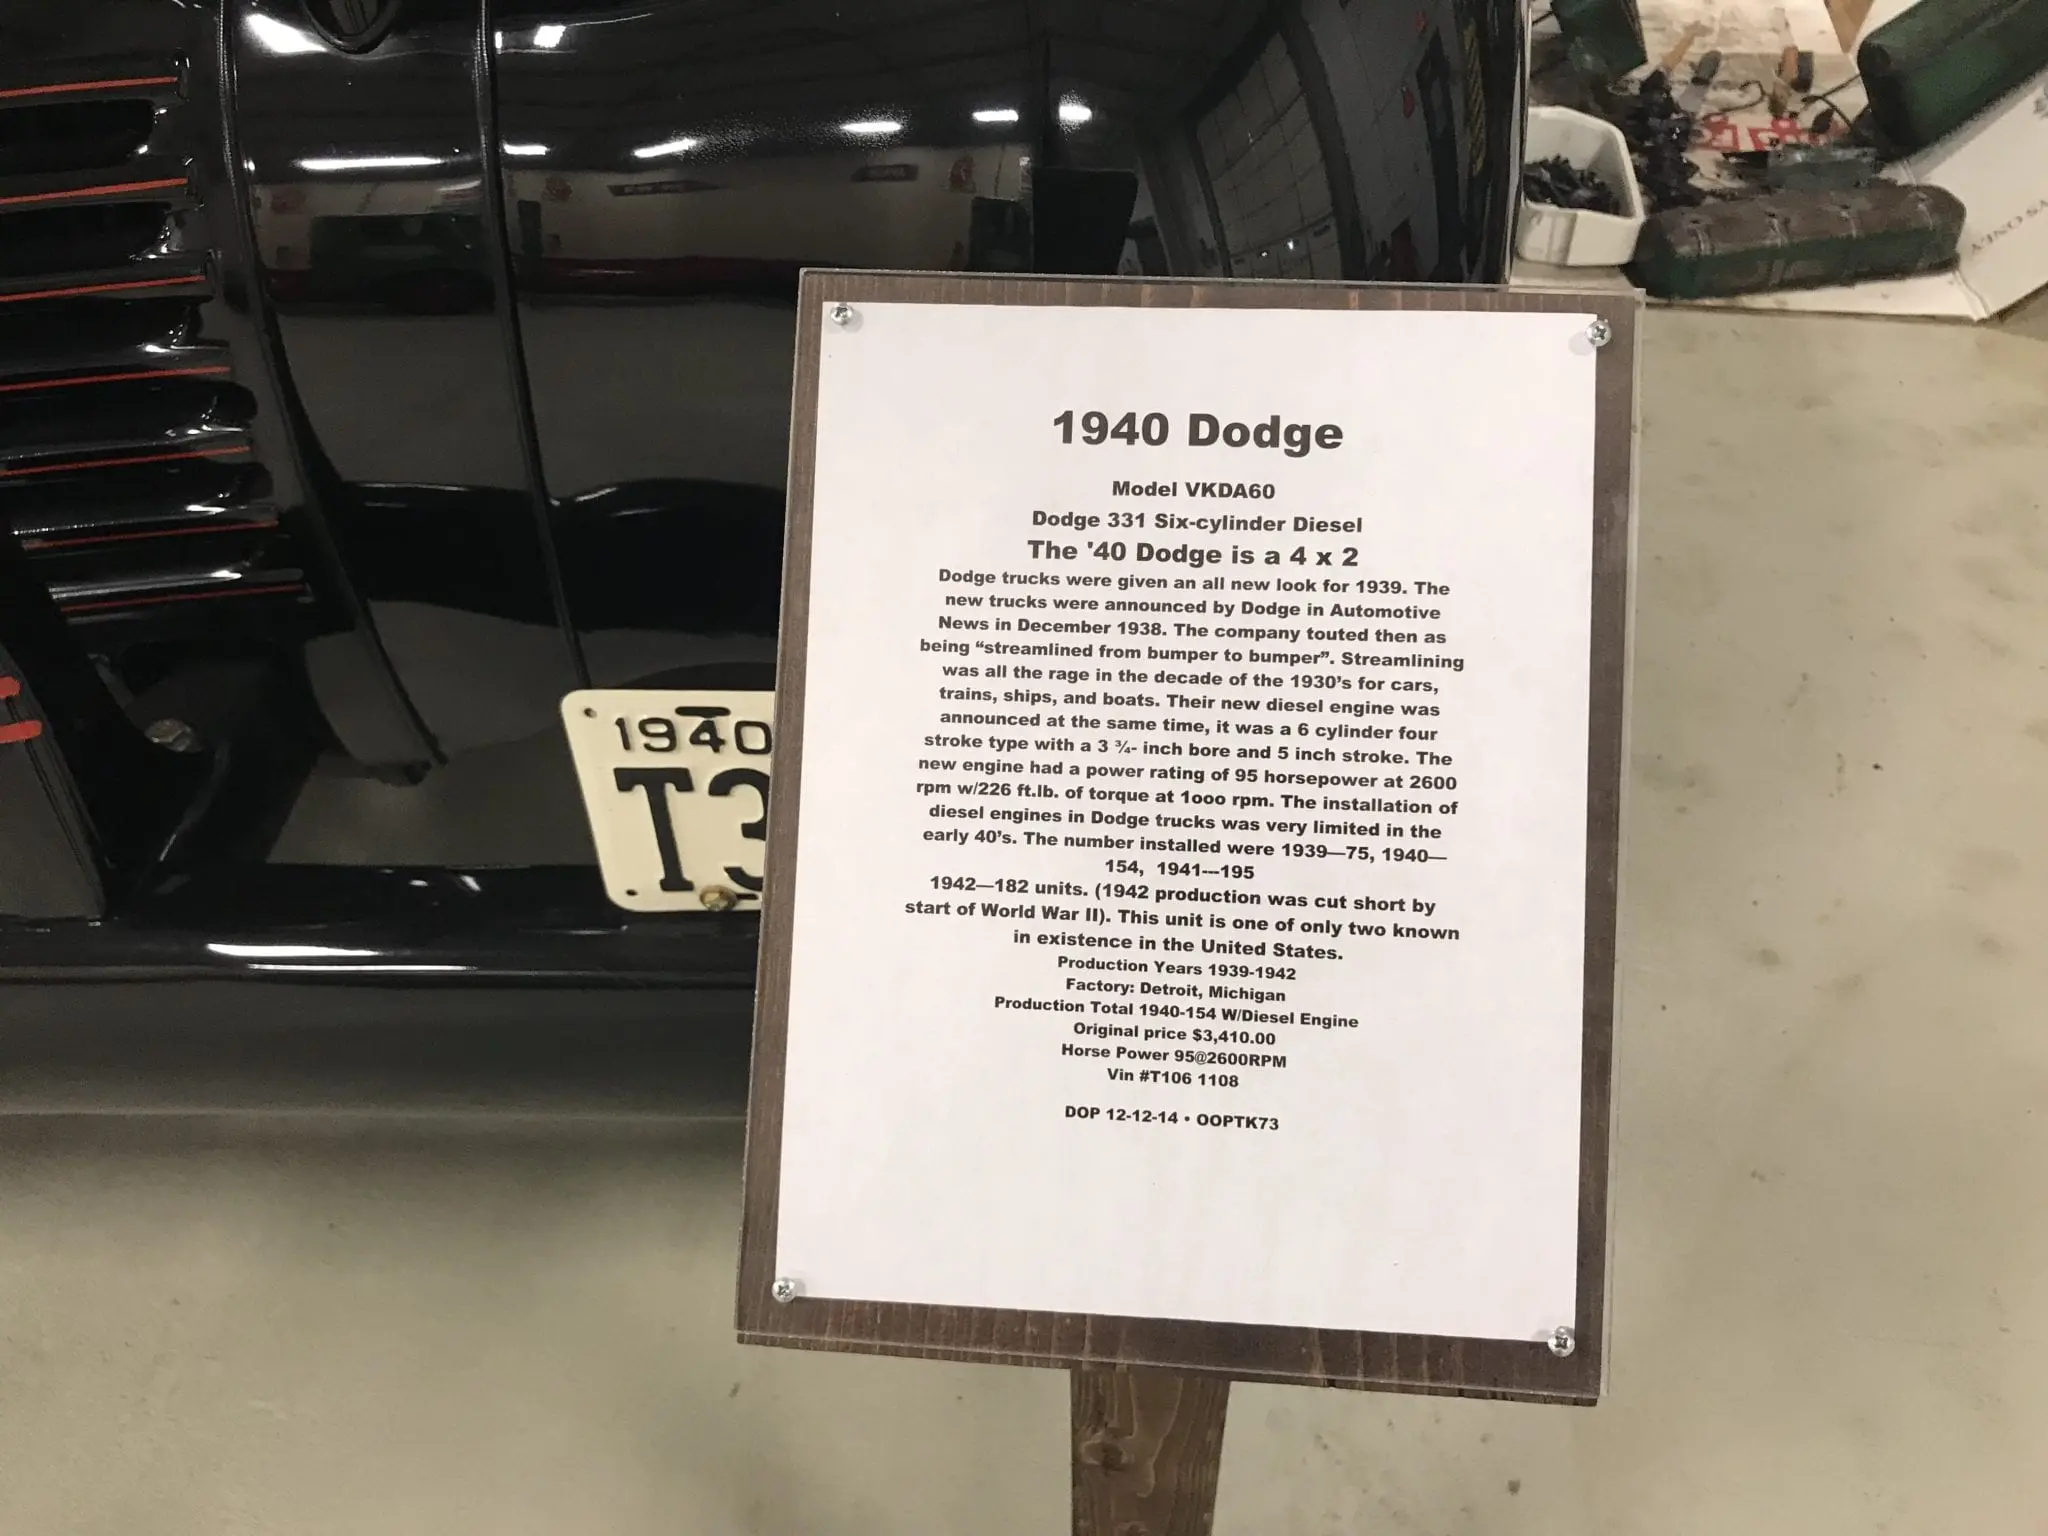 1940
T3
1940 Dodge
Model VKDA60
Dodge 331 Six-cylinder Diesel
The '40 Dodge is a 4 x 2
Dodge trucks were given an all new look for 1939. The
new trucks were announced by Dodge in Automotive
News in December 1938. The company touted then as
being “streamlined from bumper to bumper”. Streamlining
was all the rage in the decade of the 1930’s for cars,
trains, ships, and boats. Their new diesel engine was
announced at the same time, it was a 6 cylinder four
stroke type with a 3 ¾- inch bore and 5 inch stroke. The
new engine had a power rating of 95 horsepower at 2600
rpm w/226 ft.lb. of torque at 1ooo rpm. The installation of
diesel engines in Dodge trucks was very limited in the
early 40’s. The number installed were 1939—75, 1940—
154, 1941---195
1942—182 units. (1942 production was cut short by
start of World War II). This unit is one of only two known
in existence in the United States.
Production Years 1939-1942
Factory: Detroit, Michigan
Production Total 1940-154 W/Diesel Engine
Original price $3,410.00
Horse Power 95@2600RPM
Vin #T106 1108
DOP 12-12-14 • OOPTK73